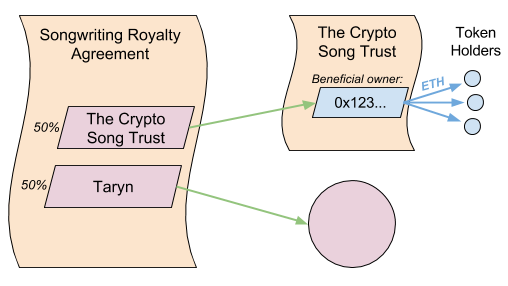 Songwriting Royalty
Agreement
50%
The Crypto
Song Trust
50%
Taryn
The Crypto
Song Trust
Beneficial owner:
0x123...
ETH
Token
Holders